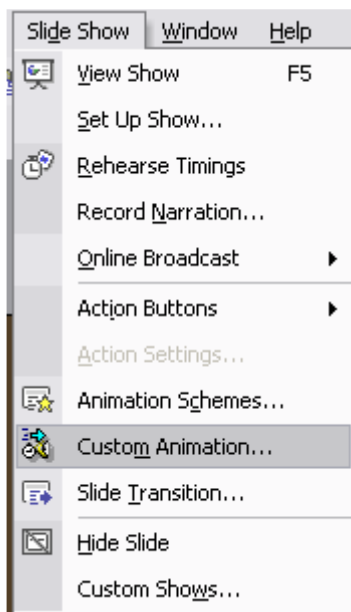 Slide Show Window Help
View Show F5
Set Up Show...
Rehearse Timings
Record Narration...
Online Broadcast
Action Buttons
Action Settings...
Animation Schemes...
Custom Animation...
Slide Transition...
Hide Slide
Custom Shows...